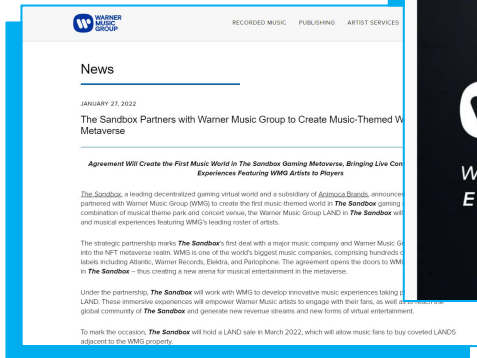 WARNER
MUSIC
GROUP
RECORDED MUSIC PUBLISHING ARTIST SERVICES
News
JANUARY 27, 2022
The Sandbox Partners with Warner Music Group to Create Music-Themed W
Metaverse
Agreement Will Create the First Music World in The Sandbox Gaming Metaverse, Bringing Live Con
Experiences Featuring WMG Artists to Players
The Sandbox, a leading decentralized gaming virtual world and a subsidiary of Animoca Brands, announce
partnered with Warner Music Group (WMG) to create the first music-themed world in The Sandbox gaming
combination of musical theme park and concert venue, the Warner Music Group LAND in The Sandbox will
and musical experiences featuring WMG's leading roster of artists.
The strategic partnership marks The Sandbox's first deal with a major music company and Warner Music G
into the NFT metaverse realm. WMG is one of the world's biggest music companies, comprising hundreds o
labels including Atlantic, Warner Records, Elektra, and Parlophone. The agreement opens the doors to WM
in The Sandbox – thus creating a new arena for musical entertainment in the metaverse.
Under the partnership, The Sandbox will work with WMG to develop innovative music experiences taking p
LAND. These immersive experiences will empower Warner Music artists to engage with their fans, as well as to reach the
global community of The Sandbox and generate new revenue streams and new forms of virtual entertainment.
To mark the occasion, The Sandbox will hold a LAND sale in March 2022, which will allow music fans to buy coveted LANDS
adjacent to the WMG property.
W
E